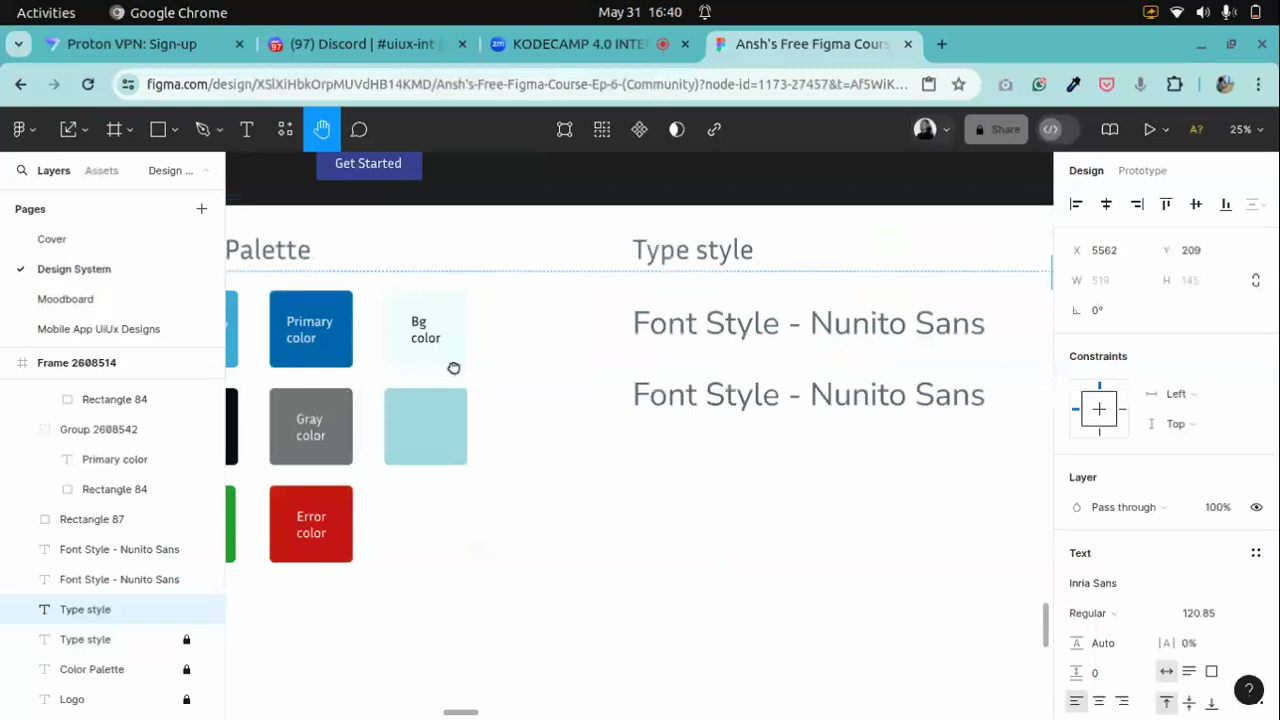 Activities
Google Chrome
May 31 16:40
Proton VPN: Sign-up
(97) Discord | #uiux-int
KODECAMP 4.0 INTE
Ansh's Free Figma Cours
figma.com/design/XSlXiHbkOrpMUVdHB14KMD/Ansh's-Free-Figma-Course-Ep-6-(Community)?node-id=1173-27457&t=Af5WiK...
Share
A?
25%
Layers
Assets
Design ...
Pages
Cover
Design System
Moodboard
Mobile App UiUx Designs
Frame 2608514
Rectangle 84
Group 2608542
Primary color
Rectangle 84
Rectangle 87
Font Style - Nunito Sans
Font Style - Nunito Sans
Type style
Type style
Color Palette
Logo
Get Started
Palette
Type style
Primary
color
Bg
color
Gray
color
Error
color
Font Style - Nunito Sans
Font Style - Nunito Sans
Design
Prototype
X 5562
Y 209
W 519
H 145
0°
Constraints
Left
Top
Layer
Pass through
100%
Text
Inria Sans
Regular
120.85
Auto
|A| 0%
0
?